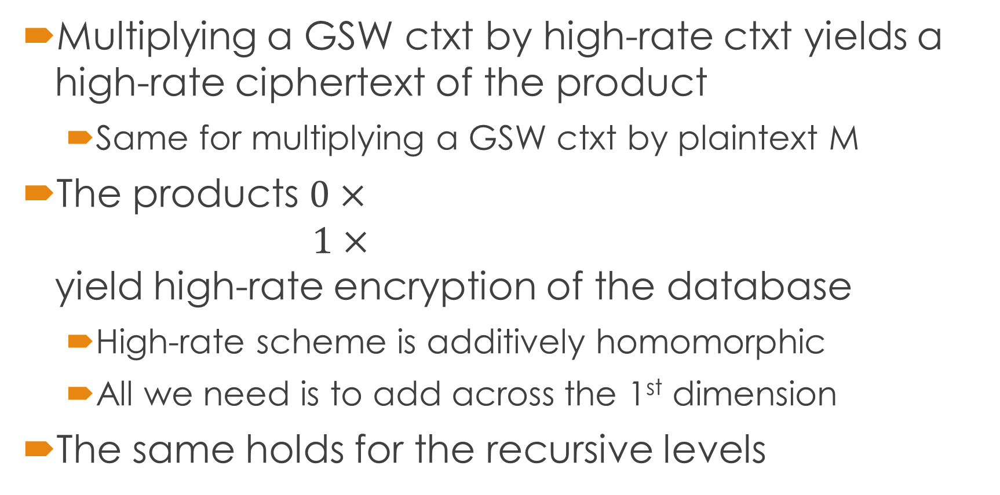 Multiplying a GSW ctxt by high-rate ctxt yields a
high-rate ciphertext of the product
Same for multiplying a GSW ctxt by plaintext M
The products 0 ×
1 ×
yield high-rate encryption of the database
High-rate scheme is additively homomorphic
All we need is to add across the 1st dimension
The same holds for the recursive levels